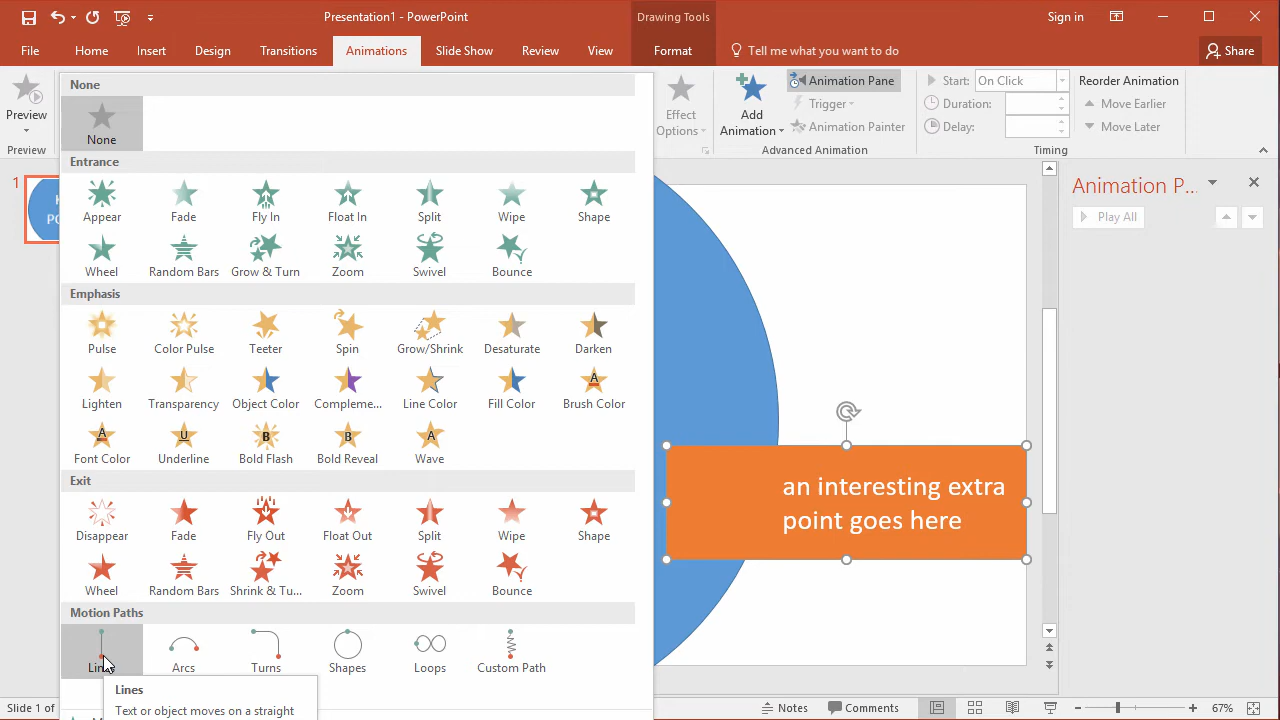 Presentation1 - PowerPoint
Drawing Tools
Sign in
File
Home
Insert
Design
Transitions
Animations
Slide Show
Review
View
Format
Tell me what you want to do
Share
Preview
Preview
None
None
Entrance
Appear
Fade
Fly In
Float In
Split
Wipe
Shape
Wheel
Random Bars
Grow & Turn
Zoom
Swivel
Bounce
Emphasis
Pulse
Color Pulse
Teeter
Spin
Grow/Shrink
Desaturate
Darken
Lighten
Transparency
Object Color
Compleme...
Line Color
Fill Color
Brush Color
Font Color
Underline
Bold Flash
Bold Reveal
Wave
Exit
Disappear
Fade
Fly Out
Float Out
Split
Wipe
Shape
Wheel
Random Bars
Shrink & Tu...
Zoom
Swivel
Bounce
Motion Paths
Lines
Arcs
Turns
Shapes
Loops
Custom Path
Lines
Text or object moves on a straight
Effect
Options
Add
Animation
Animation Pane
Trigger
Animation Painter
Advanced Animation
Start: On Click
Duration:
Delay:
Reorder Animation
Move Earlier
Move Later
Timing
1
an interesting extra
point goes here
Animation P...
Play All
Slide 1 of
Notes
Comments
67%